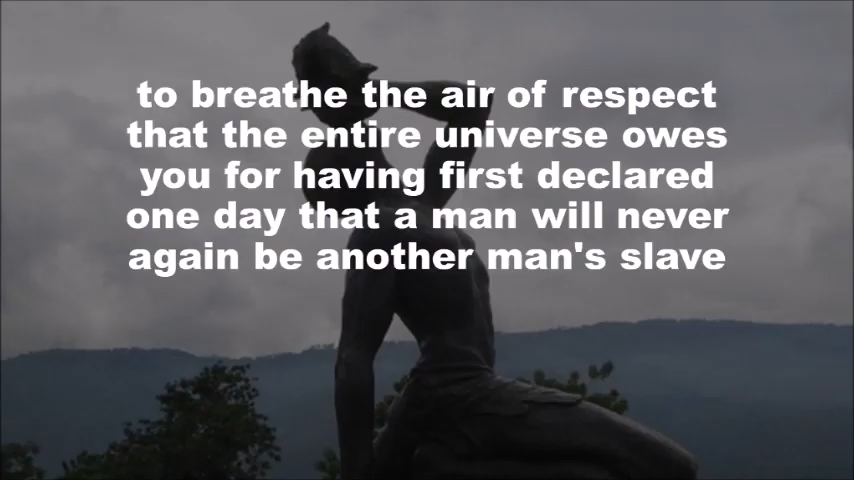 to breathe the air of respect
that the entire universe owes
you for having first declared
one day that a man will never
again be another man's slave